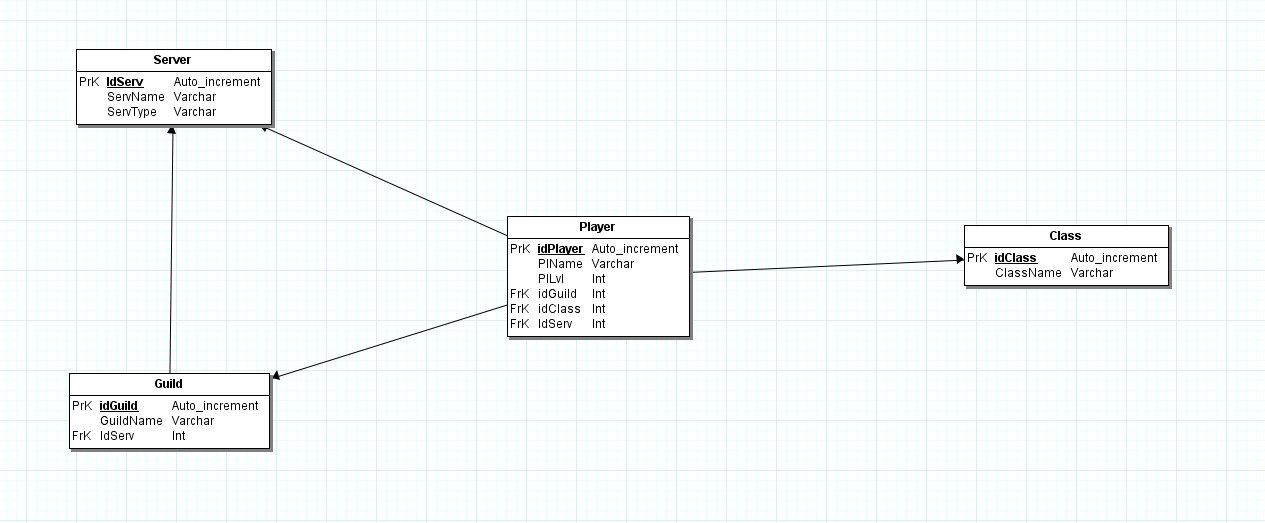 Server
PrK IdServ Auto_increment
ServName Varchar
ServType Varchar
Player
PrK idPlayer Auto_increment
PlName Varchar
PlLvl Int
FrK idGuild Int
FrK idClass Int
FrK IdServ Int
Class
PrK idClass Auto_increment
ClassName Varchar
Guild
PrK idGuild Auto_increment
GuildName Varchar
FrK IdServ Int